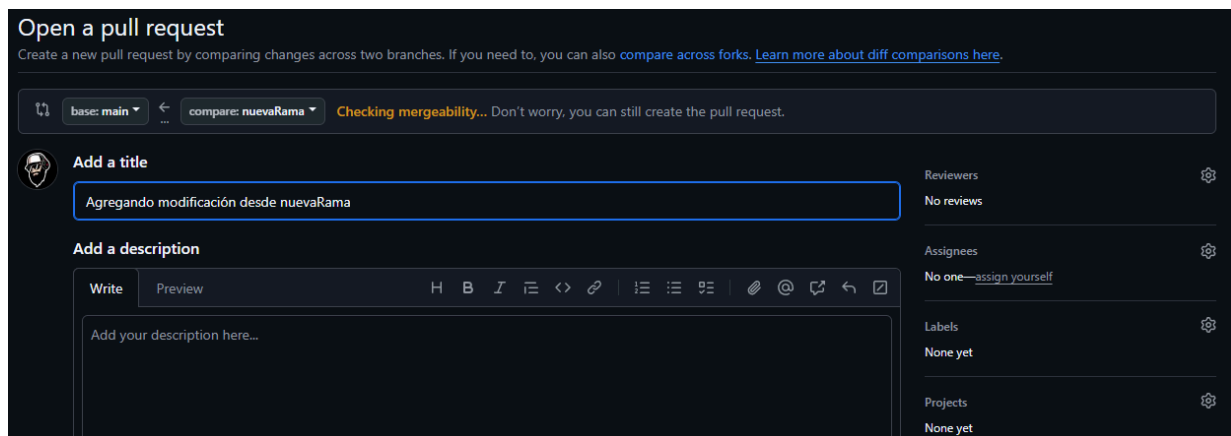 Open a pull request
Create a new pull request by comparing changes across two branches. If you need to, you can also compare across forks. Learn more about diff comparisons here.
base: main ← compare: nuevaRama Checking mergeability... Don't worry, you can still create the pull request.
...
Add a title
Agregando modificación desde nuevaRama
Add a description
Write Preview
Add your description here...
Reviewers
No reviews
Assignees
No one—assign yourself
Labels
None yet
Projects
None yet